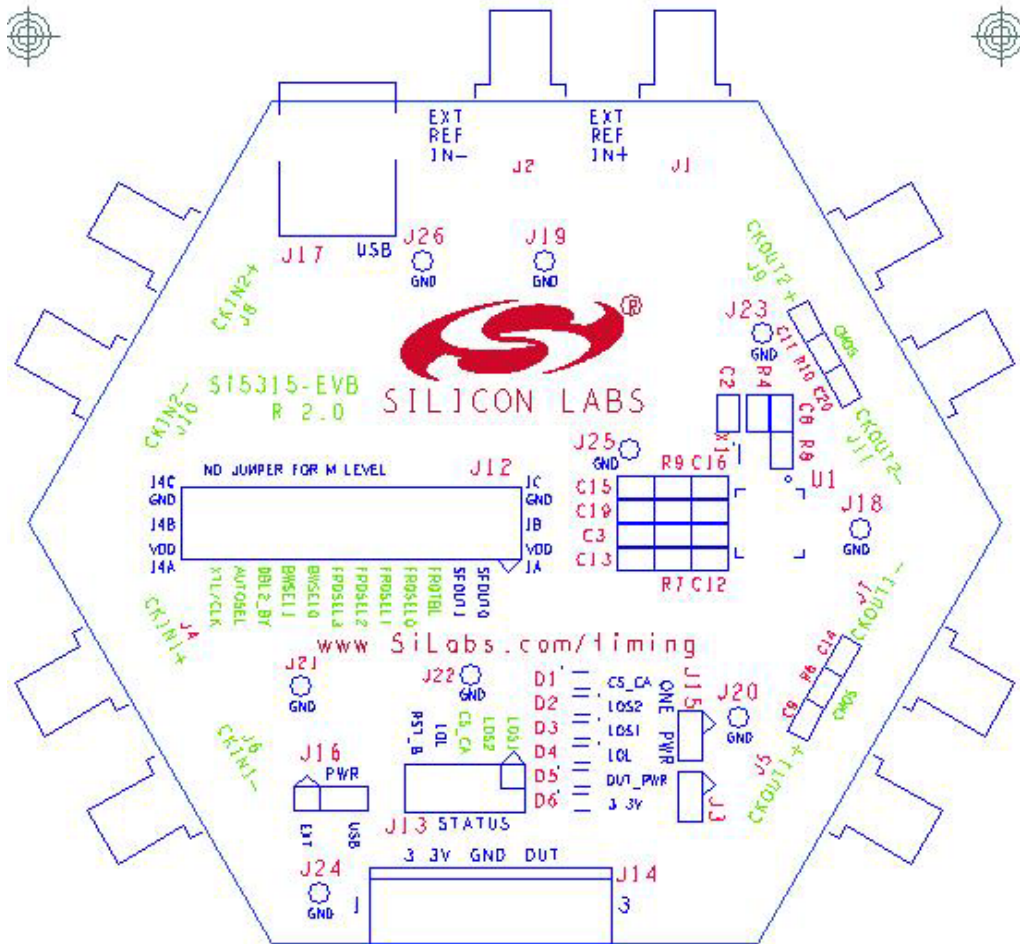 EXT REF IN-
EXT REF IN+
J2
J1
J17
USB
J26
GND
J19
GND
CKIN2+
J8
CKOUT2+
J9
J23
GND
C11
R10
C20
CMOS
®
SILICON LABS
Si5315-EVB
R 2.0
CKIN2-
J10
C2
R4
C8
R8
X1
CKOUT2-
J11
J25
GND
NO JUMPER FOR M LEVEL
J12
J4C
GND
J4B
VDD
J4A
JC
GND
JB
VDD
JA
R9 C16
C15
C19
C3
C13
R7 C12
U1
J18
GND
XTL/CLK
AUTOSEL
DBL2_BY
BWSEL1
BWSEL0
FRQSEL3
FRQSEL2
FRQSEL1
FRQSEL0
FRQTBL
SFOUT1
SFOUT0
CKIN1+
J4
J7
CKOUT1-
www.SiLabs.com/timing
J21
GND
J22
GND
D1 CS_CA
D2 LOS2
D3 LOS1
D4 LOL
D5 DUT_PWR
D6 3.3V
ONE PWR
J15
J3
J20
GND
C14
R6
C9
CMOS
J5
CKOUT1+
J6
CKIN1-
J16
PWR
EXT
USB
RST_B
LOL
CS_CA
LOS2
LOS1
J13 STATUS
J24
GND
3.3V GND DUT
J14
1
3